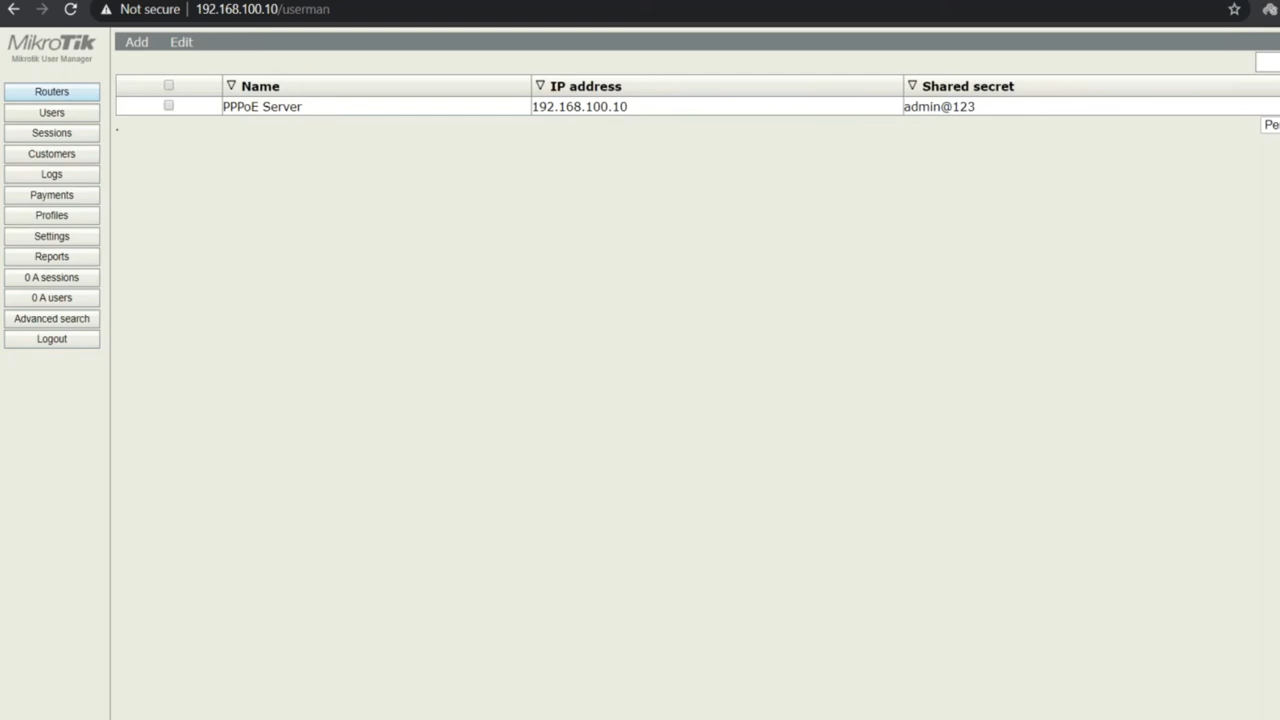 Not secure | 192.168.100.10/userman
MikroTik
Mikrotik User Manager
Add Edit
Routers
Users
Sessions
Customers
Logs
Payments
Profiles
Settings
Reports
0 A sessions
0 A users
Advanced search
Logout
Name IP address Shared secret
PPPoE Server 192.168.100.10 admin@123
.
Pe